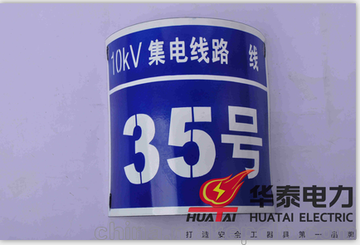 10kV 集电线路 线
35号
华泰电力
HUATAI
HUATAI ELECTRIC
打造安全工器具第一品牌